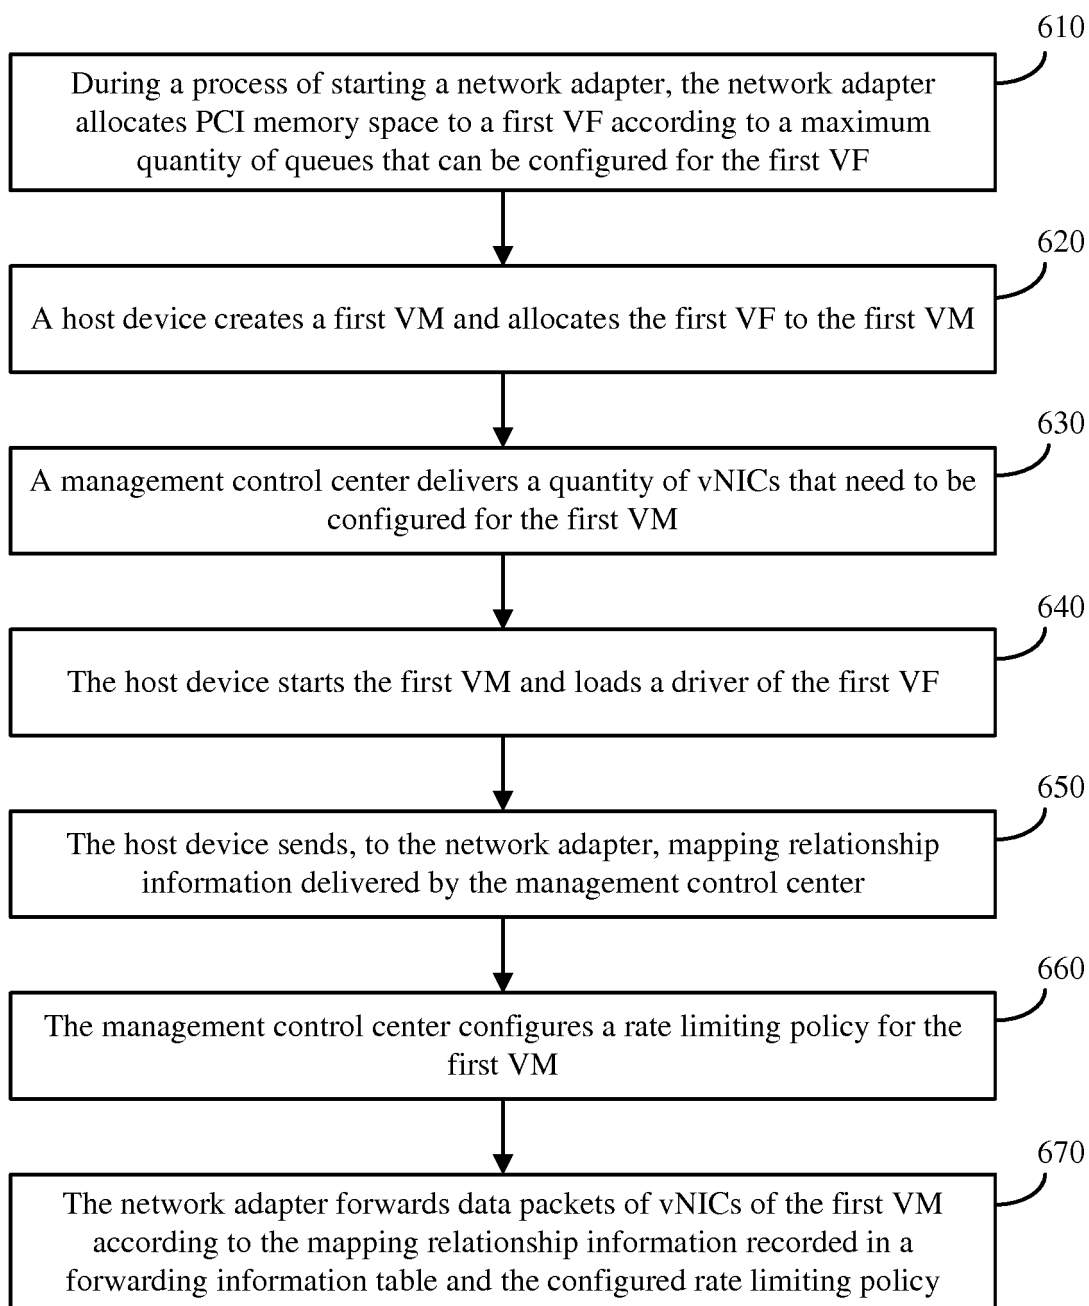 610
During a process of starting a network adapter, the network adapter
allocates PCI memory space to a first VF according to a maximum
quantity of queues that can be configured for the first VF
620
A host device creates a first VM and allocates the first VF to the first VM
630
A management control center delivers a quantity of vNICs that need to be
configured for the first VM
640
The host device starts the first VM and loads a driver of the first VF
650
The host device sends, to the network adapter, mapping relationship
information delivered by the management control center
660
The management control center configures a rate limiting policy for the
first VM
670
The network adapter forwards data packets of vNICs of the first VM
according to the mapping relationship information recorded in a
forwarding information table and the configured rate limiting policy